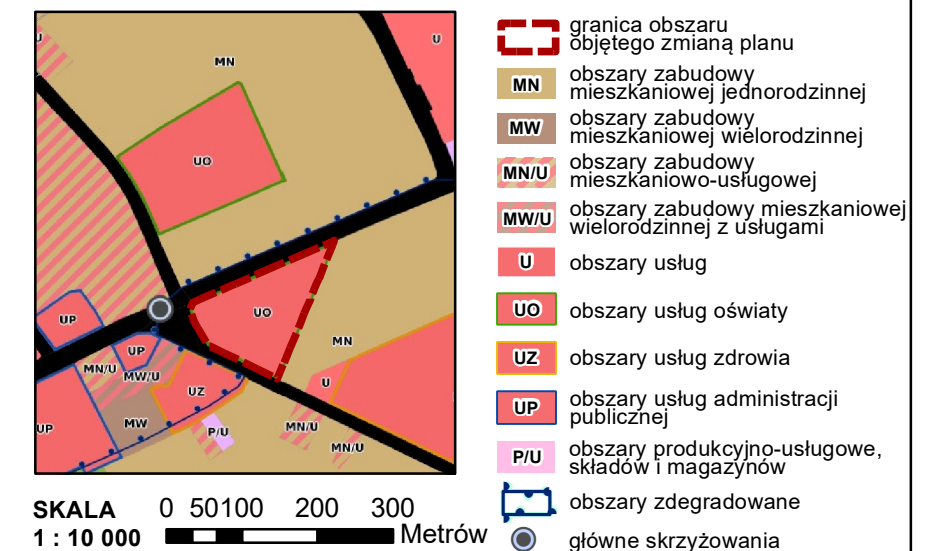 U
MN
U
UO
UO
UP
UP
MN/U
MW/U
MN
U
UZ
MW
P/U
UP
MN/U
MN/U
SKALA
1 : 10 000
0 50 100 200 300
Metrów
granica obszaru
objętego zmianą planu
MN obszary zabudowy
mieszkaniowej jednorodzinnej
MW obszary zabudowy
mieszkaniowej wielorodzinnej
MN/U obszary zabudowy
mieszkaniowo-usługowej
MW/U obszary zabudowy mieszkaniowej
wielorodzinnej z usługami
U obszary usług
UO obszary usług oświaty
UZ obszary usług zdrowia
UP obszary usług administracji
publicznej
P/U obszary produkcyjno-usługowe,
składów i magazynów
obszary zdegradowane
główne skrzyżowania